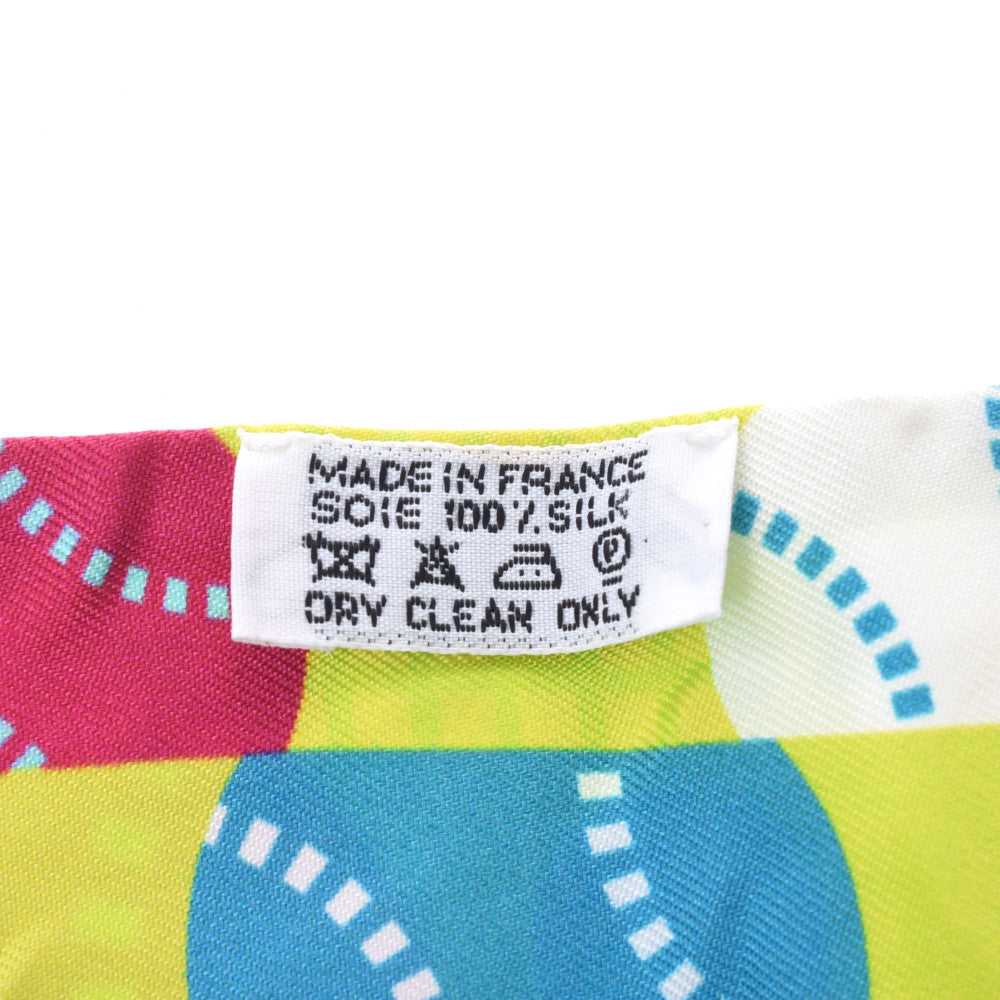 MADE IN FRANCE
SOIE 100% SILK
P
DRY CLEAN ONLY